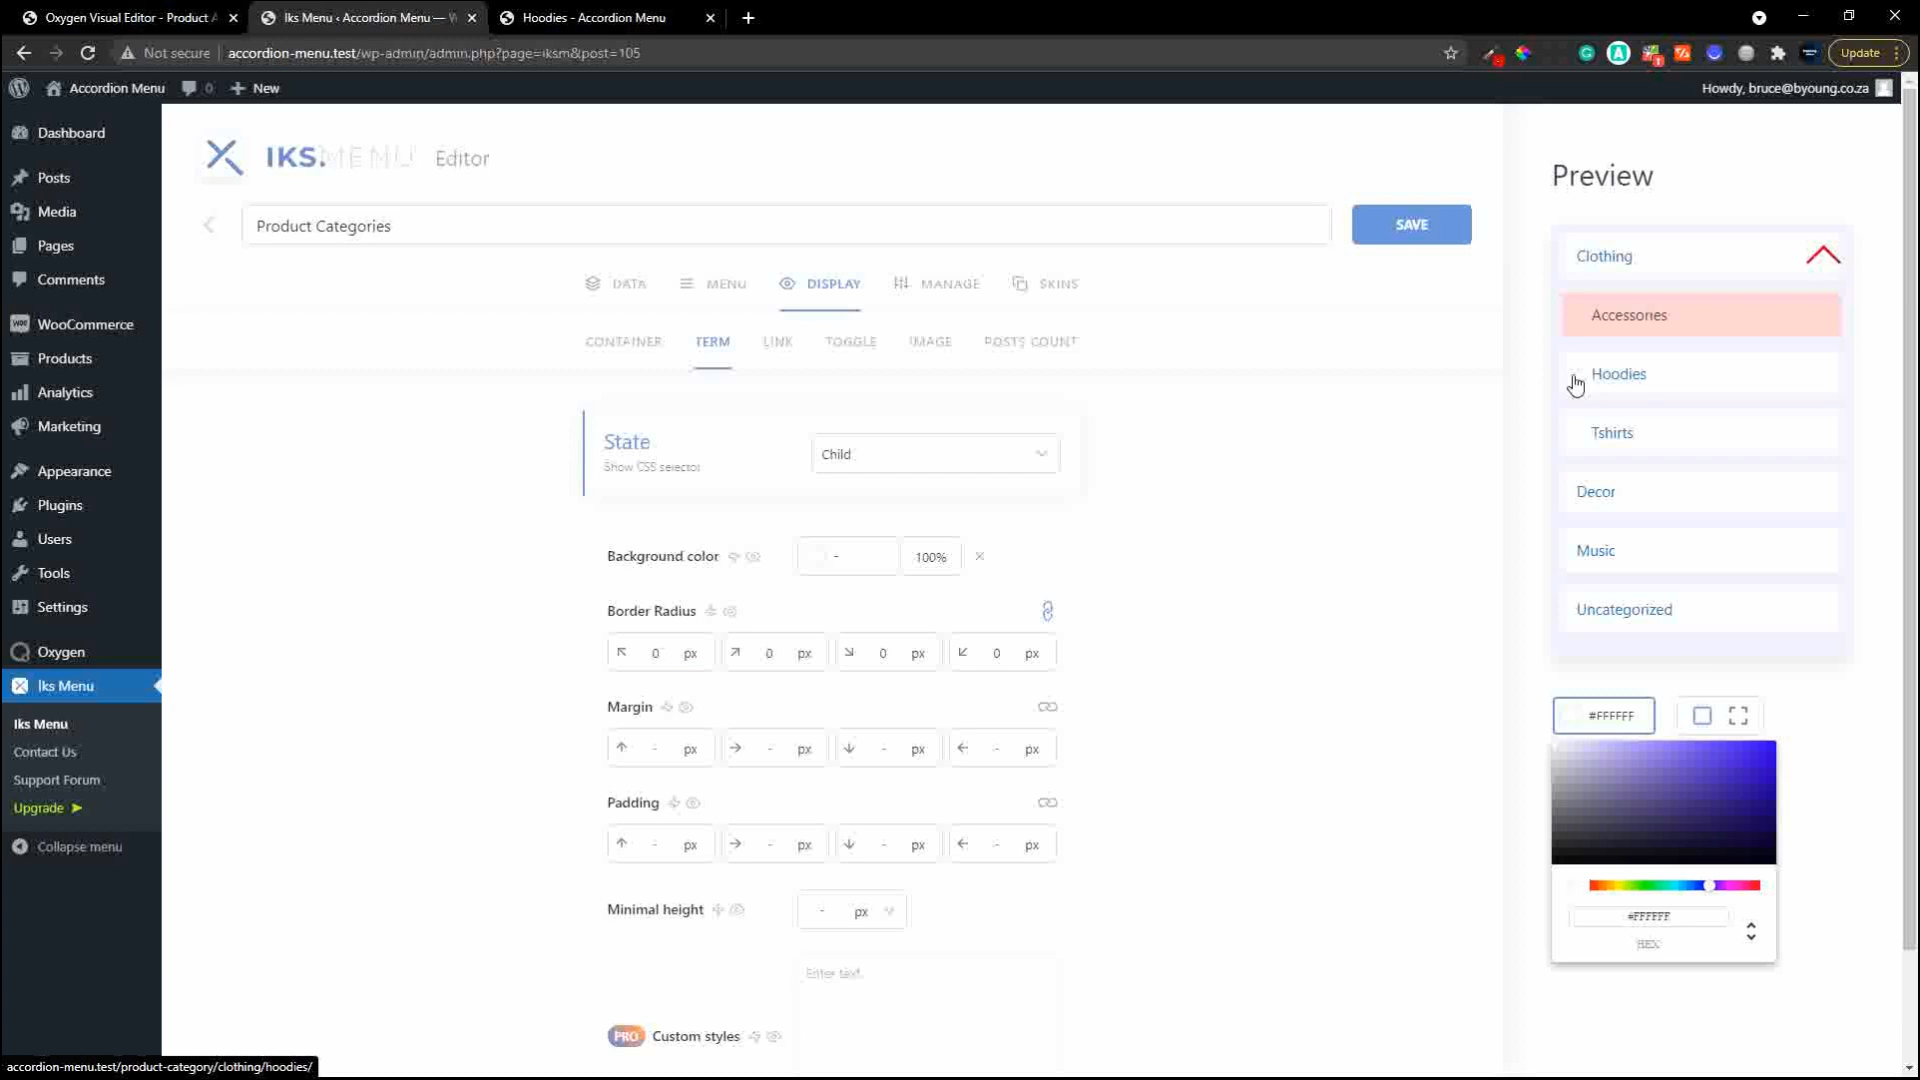 Oxygen Visual Editor - Product A
Iks Menu ‹ Accordion Menu — W
Hoodies - Accordion Menu
Not secure
accordion-menu.test/wp-admin/admin.php?page=iksm&post=105
Update
Accordion Menu
0
New
Howdy, bruce@byoung.co.za
Dashboard
Posts
Media
Pages
Comments
WooCommerce
Products
Analytics
Marketing
Appearance
Plugins
Users
Tools
Settings
Oxygen
Iks Menu
Iks Menu
Contact Us
Support Forum
Upgrade ➤
Collapse menu
IKS.MENU Editor
Product Categories
SAVE
DATA
MENU
DISPLAY
MANAGE
SKINS
CONTAINER
TERM
LINK
TOGGLE
IMAGE
POSTS COUNT
State
Show CSS selector
Child
Background color
-
100%
×
Border Radius
0 px
0 px
0 px
0 px
Margin
- px
- px
- px
- px
Padding
- px
- px
- px
- px
Minimal height
- px
Enter text.
PRO Custom styles
Preview
Clothing
Accessories
Hoodies
Tshirts
Decor
Music
Uncategorized
#FFFFFF
#FFFFFF
HEX
accordion-menu.test/product-category/clothing/hoodies/